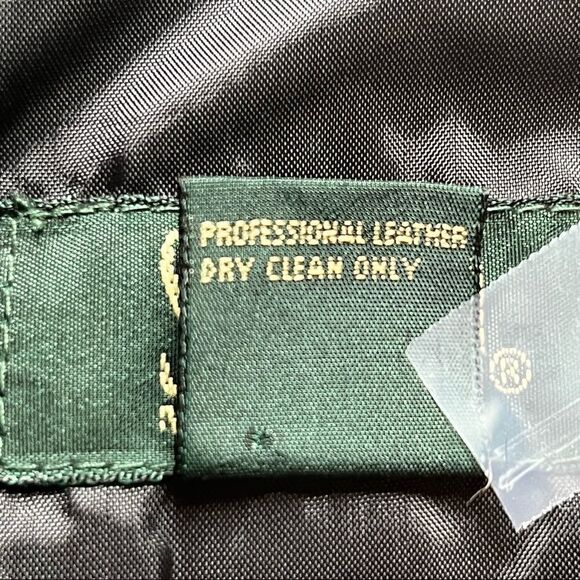 PROFESSIONAL LEATHER
DRY CLEAN ONLY
®